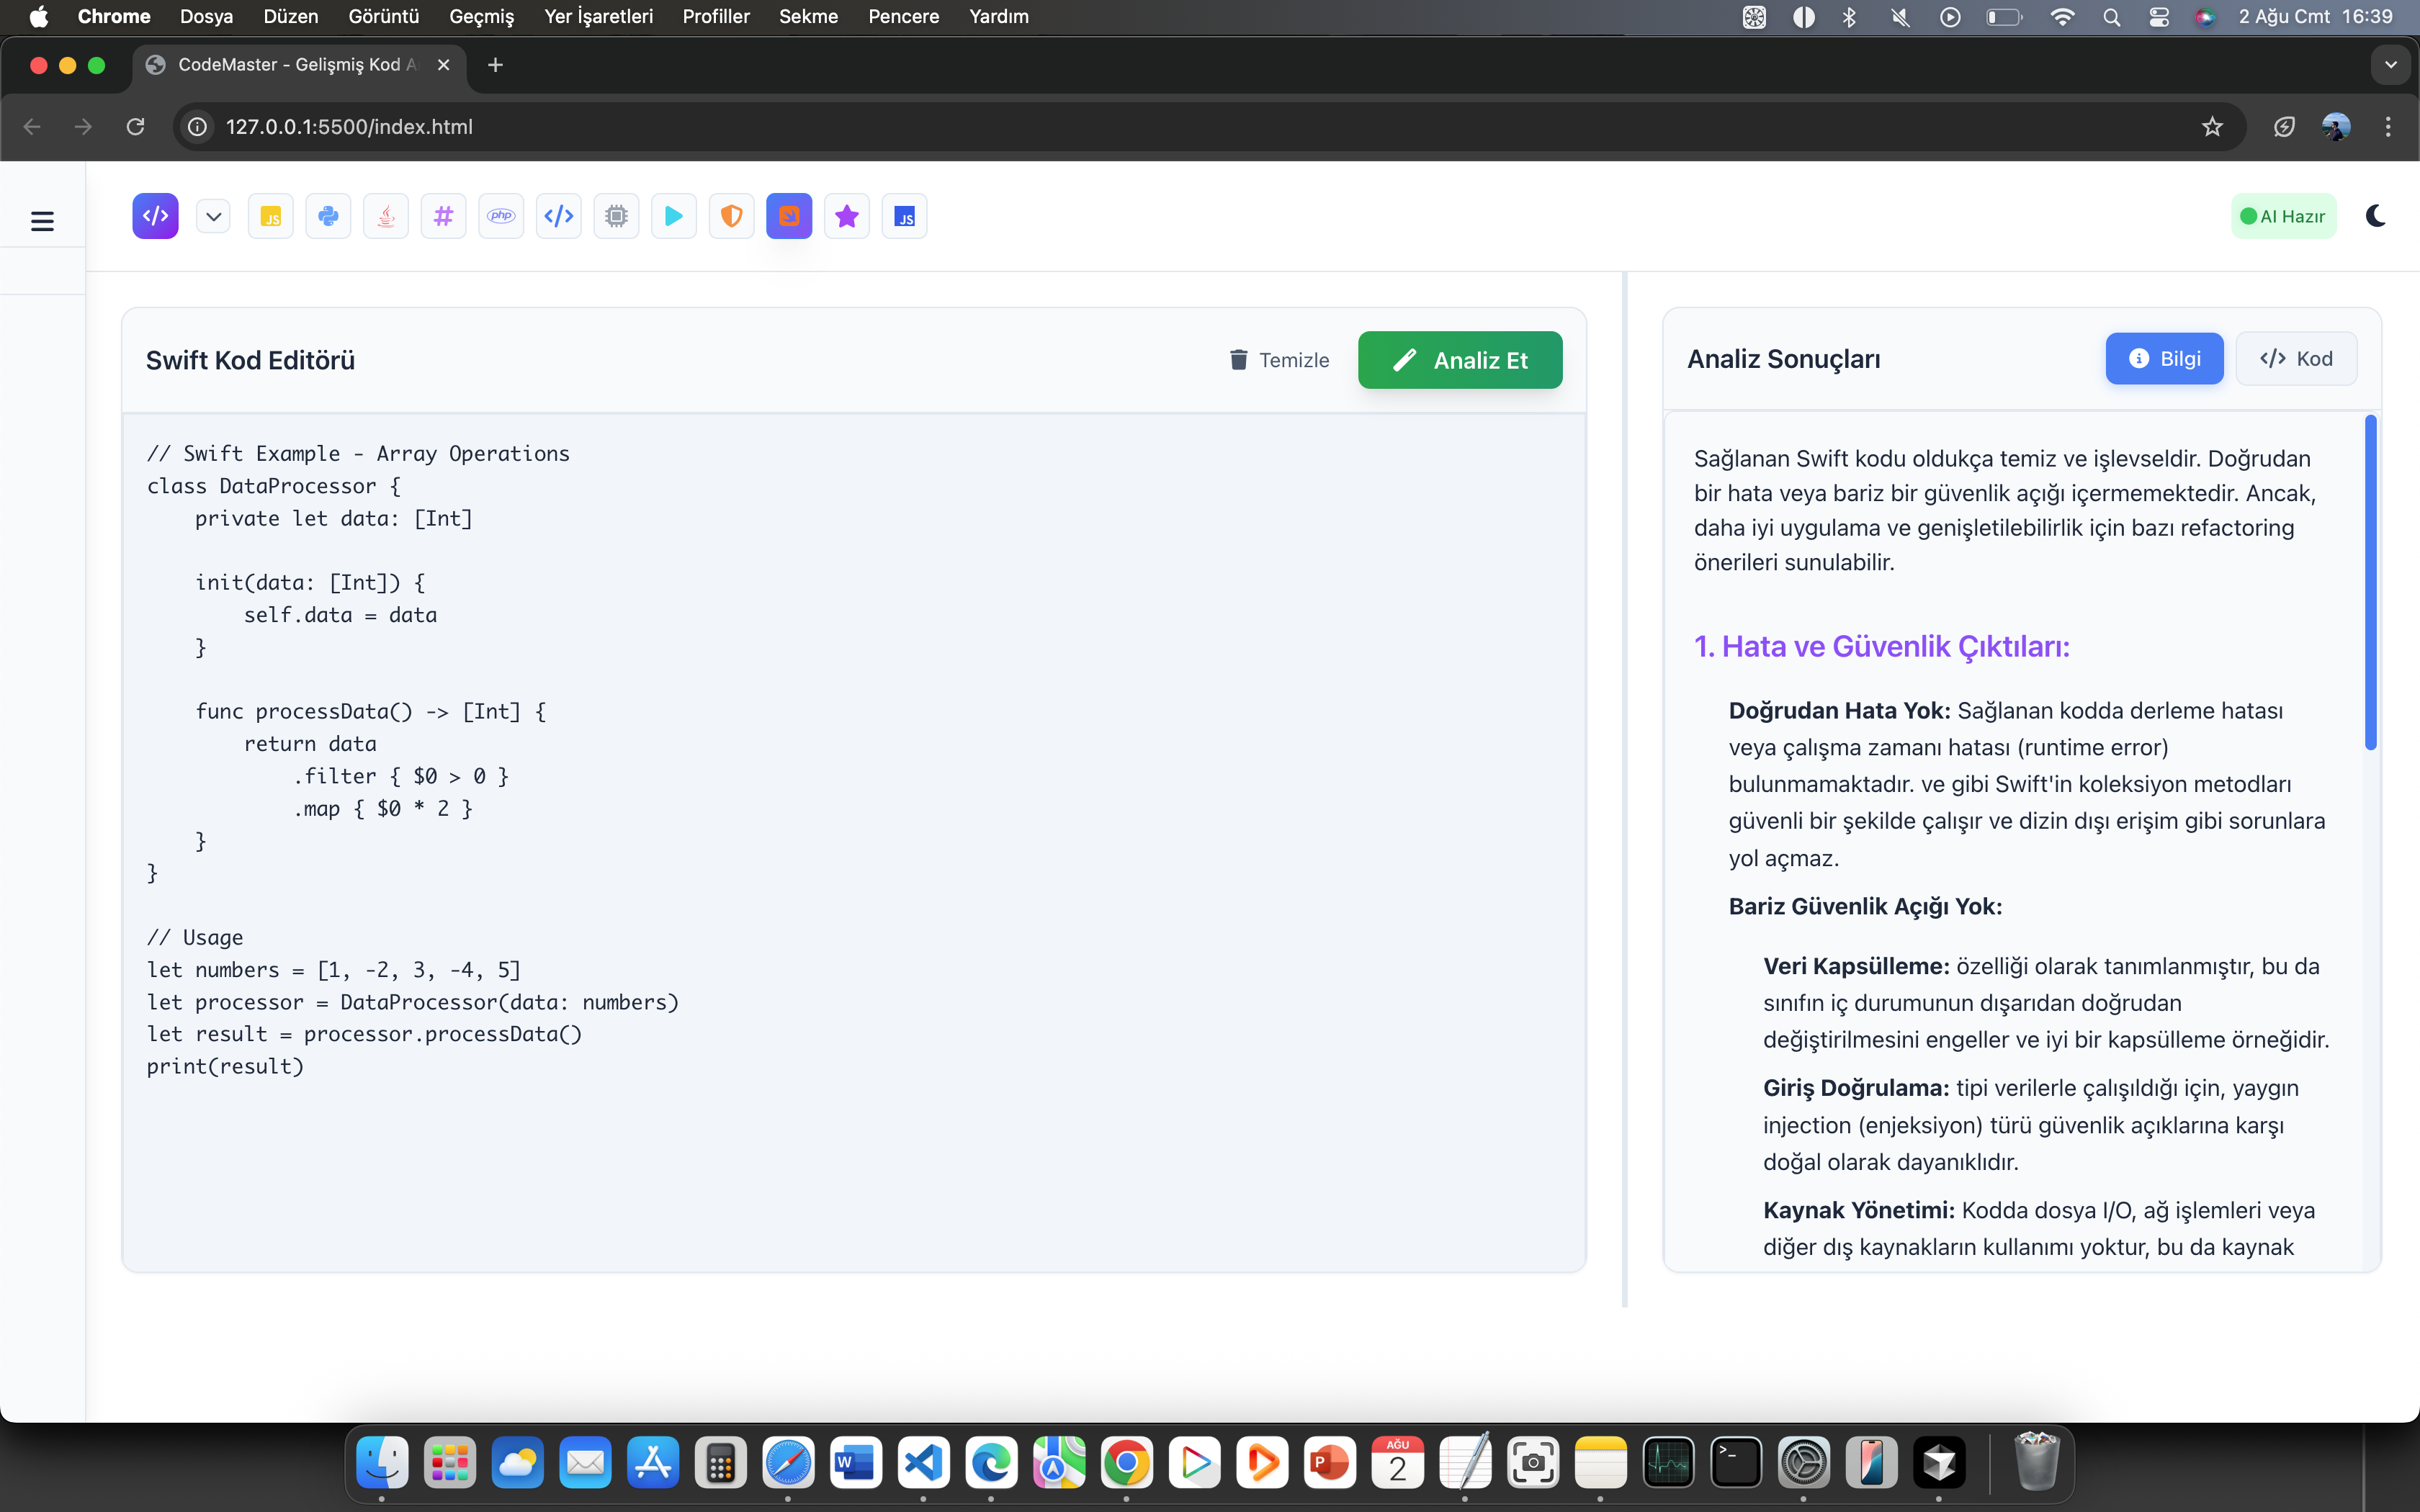 Chrome Dosya Düzen Görüntü Geçmiş Yer İşaretleri Profiller Sekme Pencere Yardım 2 Ağu Cmt 16:39
CodeMaster - Gelişmiş Kod A
127.0.0.1:5500/index.html
JS php JS AI Hazır
Swift Kod Editörü Temizle Analiz Et
// Swift Example - Array Operations
class DataProcessor {
    private let data: [Int]
    init(data: [Int]) {
        self.data = data
    }
    func processData() -> [Int] {
        return data
            .filter { $0 > 0 }
            .map { $0 * 2 }
    }
}
// Usage
let numbers = [1, -2, 3, -4, 5]
let processor = DataProcessor(data: numbers)
let result = processor.processData()
print(result)
Analiz Sonuçları Bilgi </> Kod
Sağlanan Swift kodu oldukça temiz ve işlevseldir. Doğrudan
bir hata veya bariz bir güvenlik açığı içermemektedir. Ancak,
daha iyi uygulama ve genişletilebilirlik için bazı refactoring
önerileri sunulabilir.
1. Hata ve Güvenlik Çıktıları:
Doğrudan Hata Yok: Sağlanan kodda derleme hatası
veya çalışma zamanı hatası (runtime error)
bulunmamaktadır. ve gibi Swift'in koleksiyon metodları
güvenli bir şekilde çalışır ve dizin dışı erişim gibi sorunlara
yol açmaz.
Bariz Güvenlik Açığı Yok:
Veri Kapsülleme: özelliği olarak tanımlanmıştır, bu da
sınıfın iç durumunun dışarıdan doğrudan
değiştirilmesini engeller ve iyi bir kapsülleme örneğidir.
Giriş Doğrulama: tipi verilerle çalışıldığı için, yaygın
injection (enjeksiyon) türü güvenlik açıklarına karşı
doğal olarak dayanıklıdır.
Kaynak Yönetimi: Kodda dosya I/O, ağ işlemleri veya
diğer dış kaynakların kullanımı yoktur, bu da kaynak
W P AĞU 2 >_